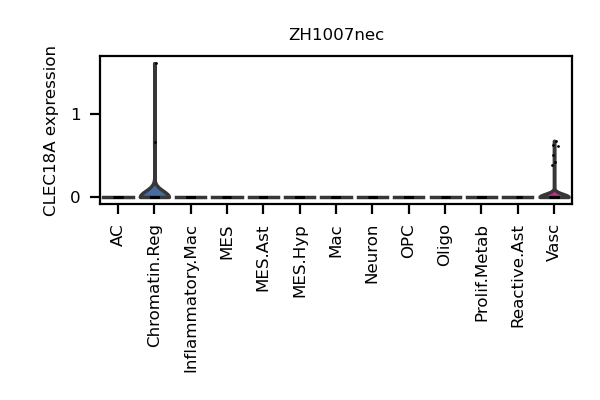 ZH1007nec
CLEC18A expression
1
0
AC
Chromatin.Reg
Inflammatory.Mac
MES
MES.Ast
MES.Hyp
Mac
Neuron
OPC
Oligo
Prolif.Metab
Reactive.Ast
Vasc